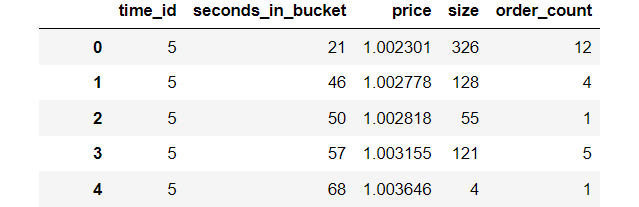 time_id seconds_in_bucket price size order_count
0 5 21 1.002301 326 12
1 5 46 1.002778 128 4
2 5 50 1.002818 55 1
3 5 57 1.003155 121 5
4 5 68 1.003646 4 1